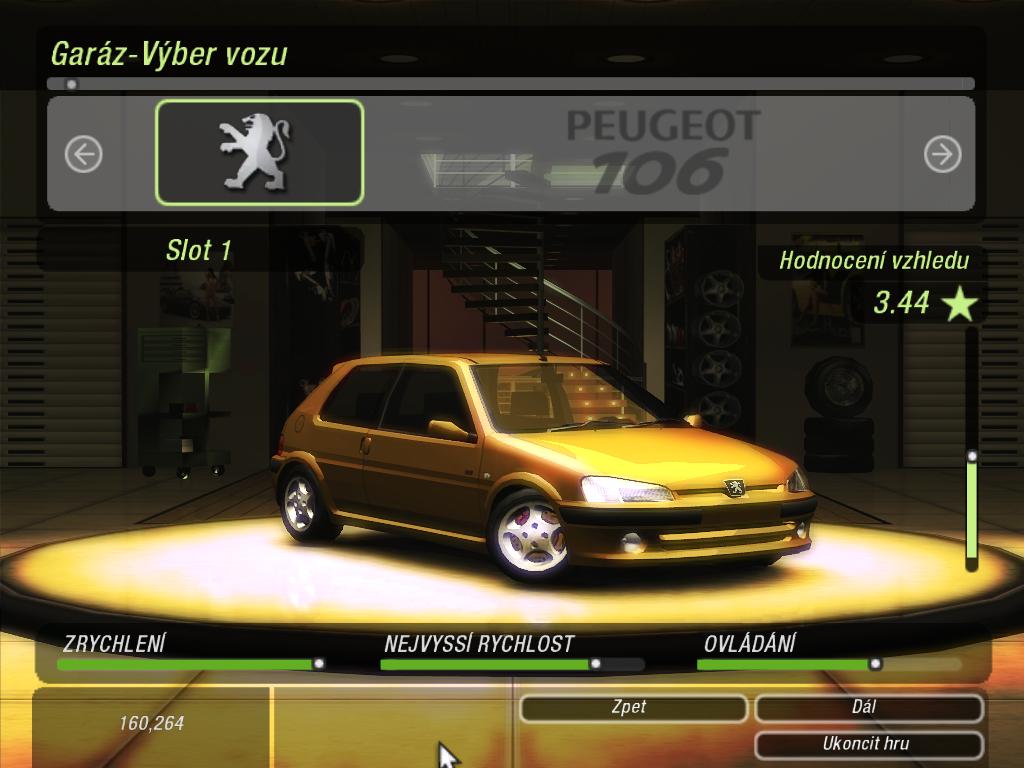 Garáz-Výber vozu
PEUGEOT
106
Slot 1
Hodnocení vzhledu
3.44
ZRYCHLENÍ
NEJVYSSÍ RYCHLOST
OVLÁDÁNÍ
160,264
Zpet
Dál
Ukoncit hru